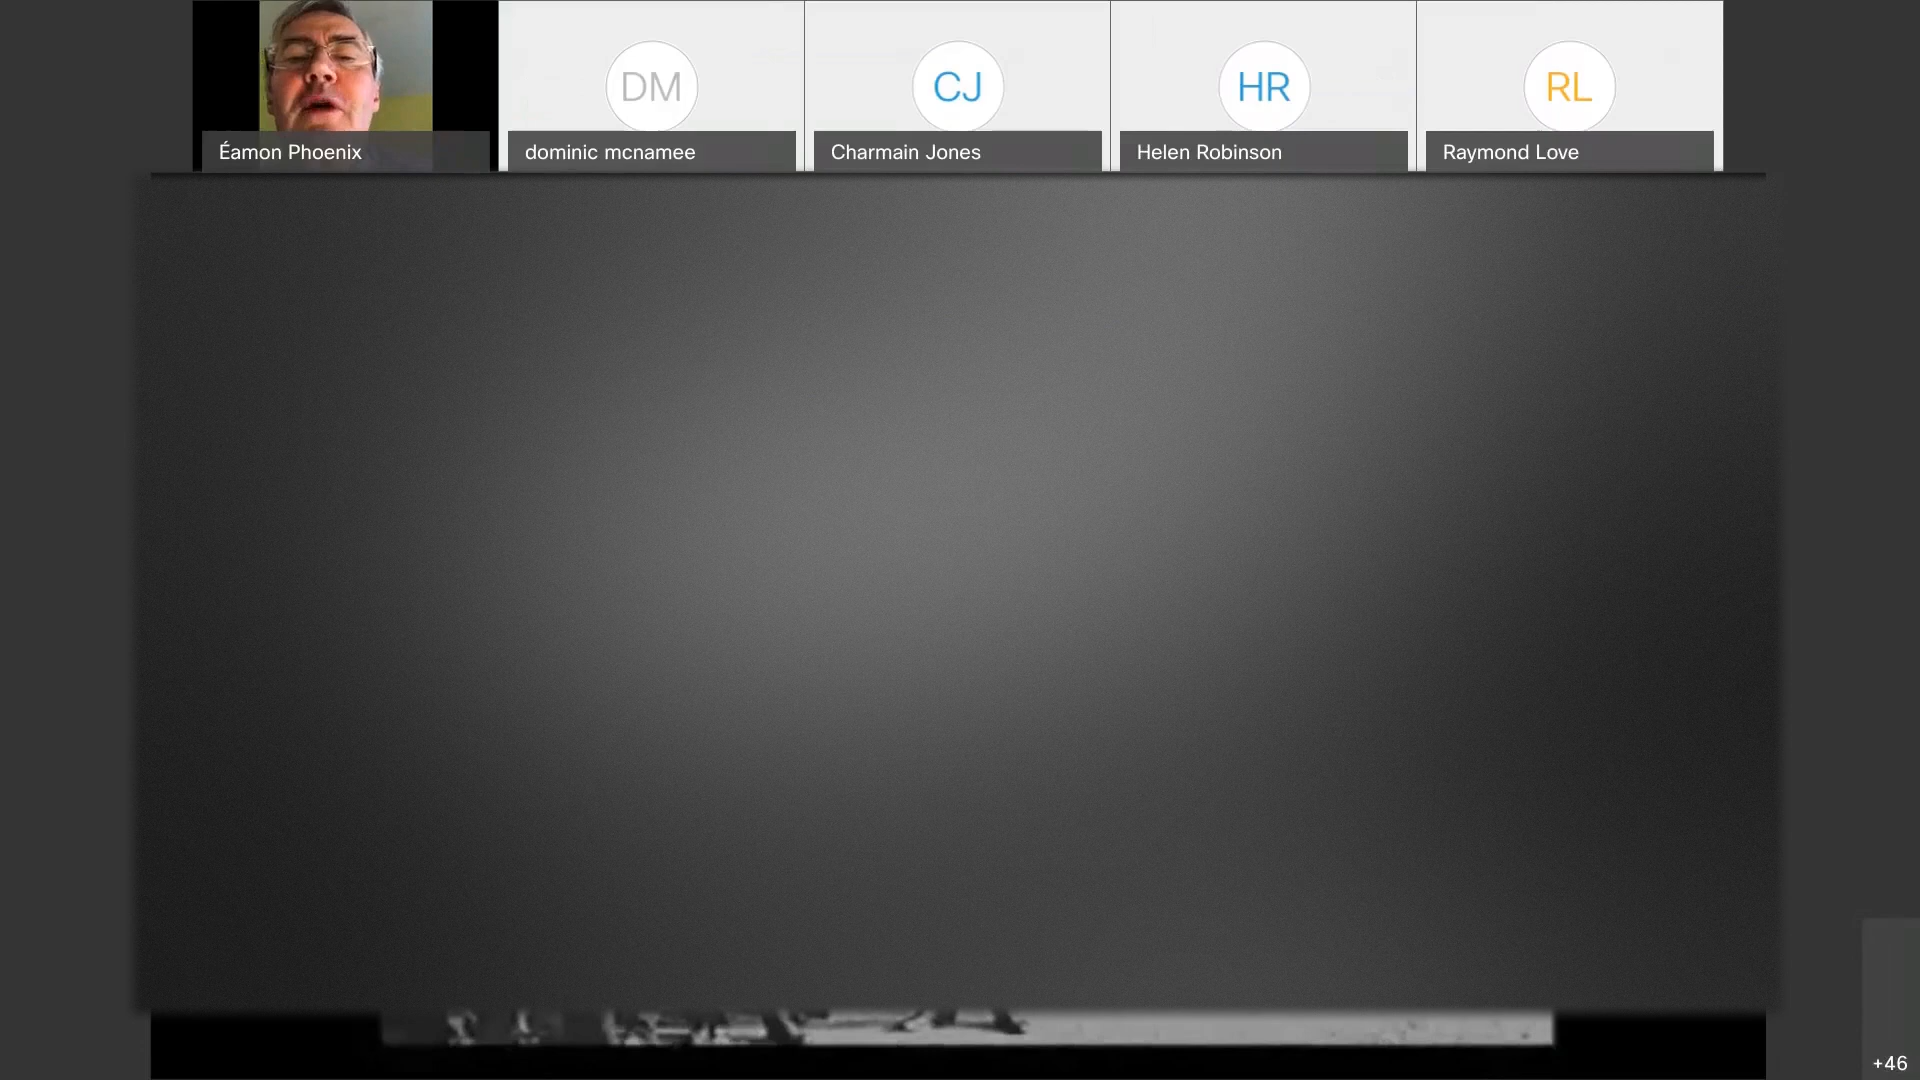 DM
CJ
HR
RL
Éamon Phoenix
dominic mcnamee
Charmain Jones
Helen Robinson
Raymond Love
+46